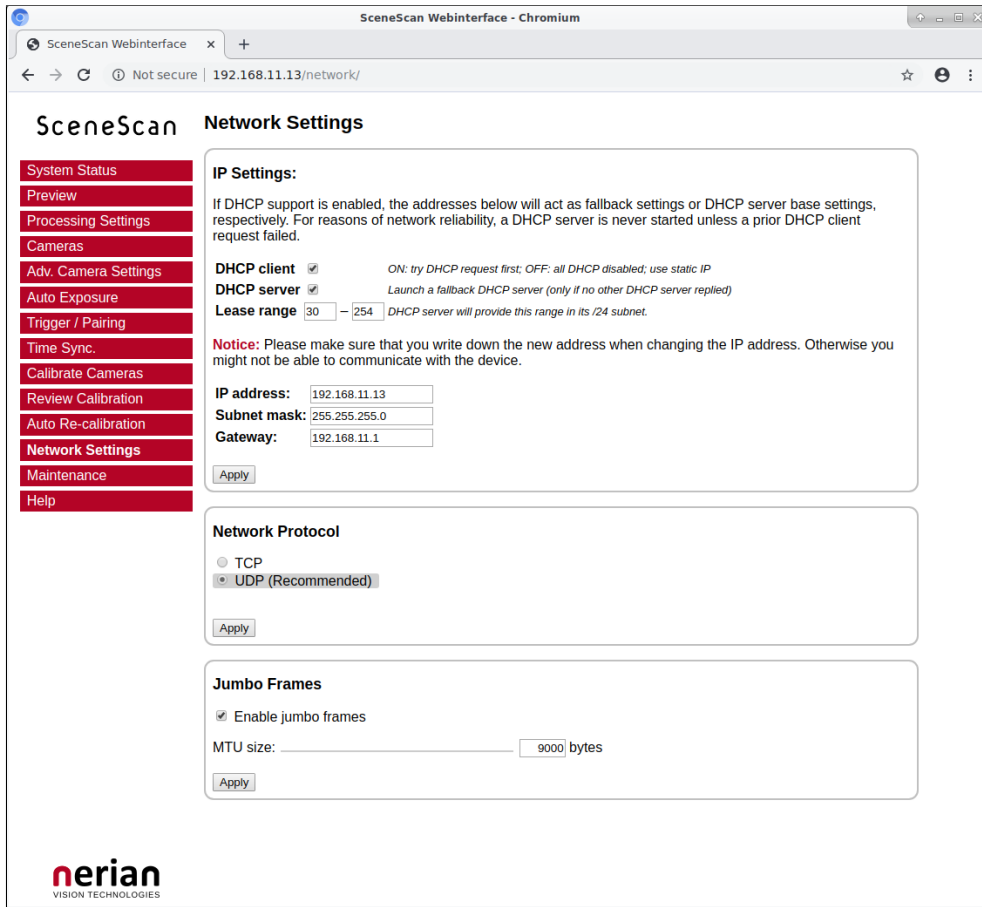 SceneScan Webinterface - Chromium
SceneScan Webinterface
Not secure | 192.168.11.13/network/
SceneScan
System Status
Preview
Processing Settings
Cameras
Adv. Camera Settings
Auto Exposure
Trigger / Pairing
Time Sync.
Calibrate Cameras
Review Calibration
Auto Re-calibration
Network Settings
Maintenance
Help
nerian
VISION TECHNOLOGIES
Network Settings
IP Settings:
If DHCP support is enabled, the addresses below will act as fallback settings or DHCP server base settings,
respectively. For reasons of network reliability, a DHCP server is never started unless a prior DHCP client
request failed.
DHCP client ON: try DHCP request first; OFF: all DHCP disabled; use static IP
DHCP server Launch a fallback DHCP server (only if no other DHCP server replied)
Lease range 30 – 254 DHCP server will provide this range in its /24 subnet.
Notice: Please make sure that you write down the new address when changing the IP address. Otherwise you
might not be able to communicate with the device.
IP address: 192.168.11.13
Subnet mask: 255.255.255.0
Gateway: 192.168.11.1
Apply
Network Protocol
TCP
UDP (Recommended)
Apply
Jumbo Frames
Enable jumbo frames
MTU size: 9000 bytes
Apply